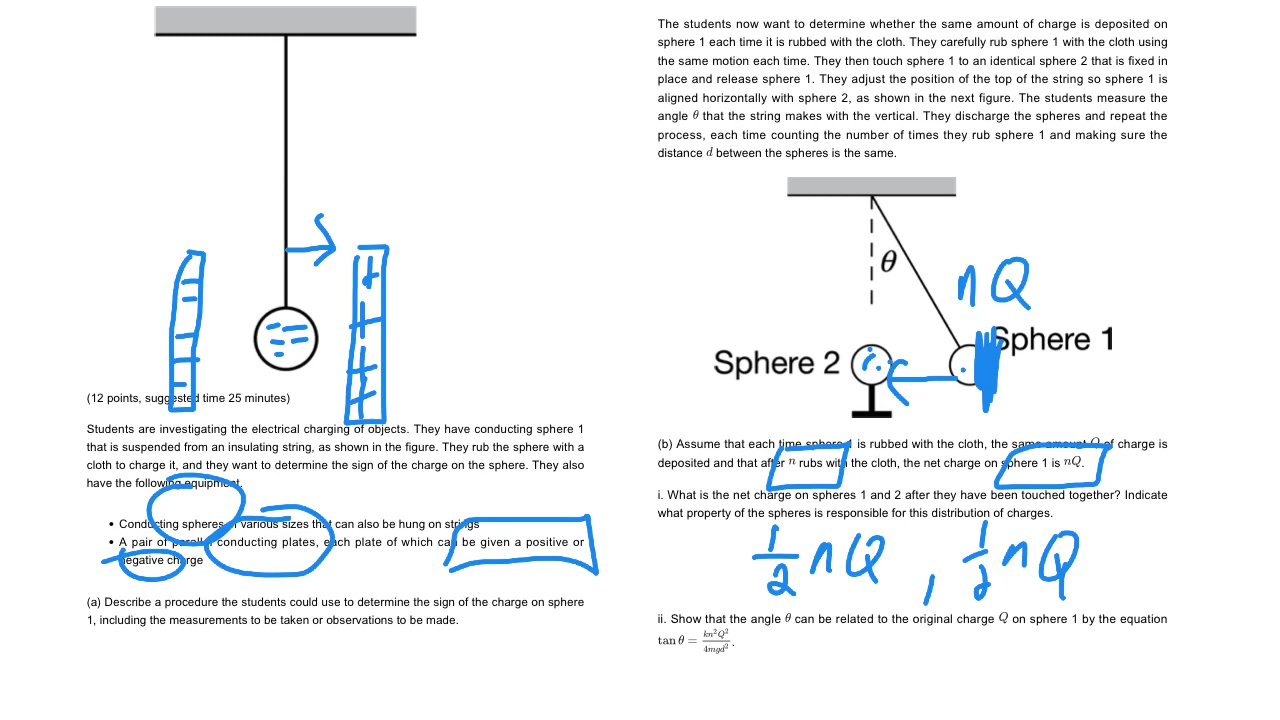 (12 points, suggested time 25 minutes)
Students are investigating the electrical charging of objects. They have conducting sphere 1
that is suspended from an insulating string, as shown in the figure. They rub the sphere with a
cloth to charge it, and they want to determine the sign of the charge on the sphere. They also
have the following equipment.
• Conducting spheres of various sizes that can also be hung on strings
• A pair of parallel conducting plates, each plate of which can be given a positive or
negative charge
(a) Describe a procedure the students could use to determine the sign of the charge on sphere
1, including the measurements to be taken or observations to be made.
The students now want to determine whether the same amount of charge is deposited on
sphere 1 each time it is rubbed with the cloth. They carefully rub sphere 1 with the cloth using
the same motion each time. They then touch sphere 1 to an identical sphere 2 that is fixed in
place and release sphere 1. They adjust the position of the top of the string so sphere 1 is
aligned horizontally with sphere 2, as shown in the next figure. The students measure the
angle θ that the string makes with the vertical. They discharge the spheres and repeat the
process, each time counting the number of times they rub sphere 1 and making sure the
distance d between the spheres is the same.
θ
nQ
Sphere 1
Sphere 2
(b) Assume that each time sphere 1 is rubbed with the cloth, the same amount Q of charge is
deposited and that after n rubs with the cloth, the net charge on sphere 1 is nQ.
i. What is the net charge on spheres 1 and 2 after they have been touched together? Indicate
what property of the spheres is responsible for this distribution of charges.
1/2 nQ , 1/2 nQ
ii. Show that the angle θ can be related to the original charge Q on sphere 1 by the equation
tan θ = kn²Q²/4mgd².